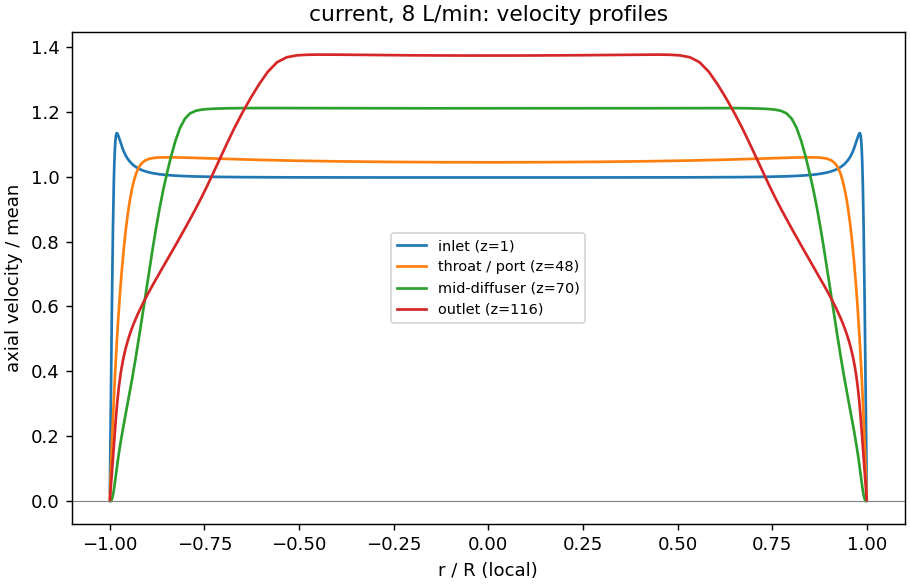 current, 8 L/min: velocity profiles
axial velocity / mean
1.4
1.2
1.0
0.8
0.6
0.4
0.2
0.0
inlet (z=1)
throat / port (z=48)
mid-diffuser (z=70)
outlet (z=116)
−1.00 −0.75 −0.50 −0.25 0.00 0.25 0.50 0.75 1.00
r / R (local)